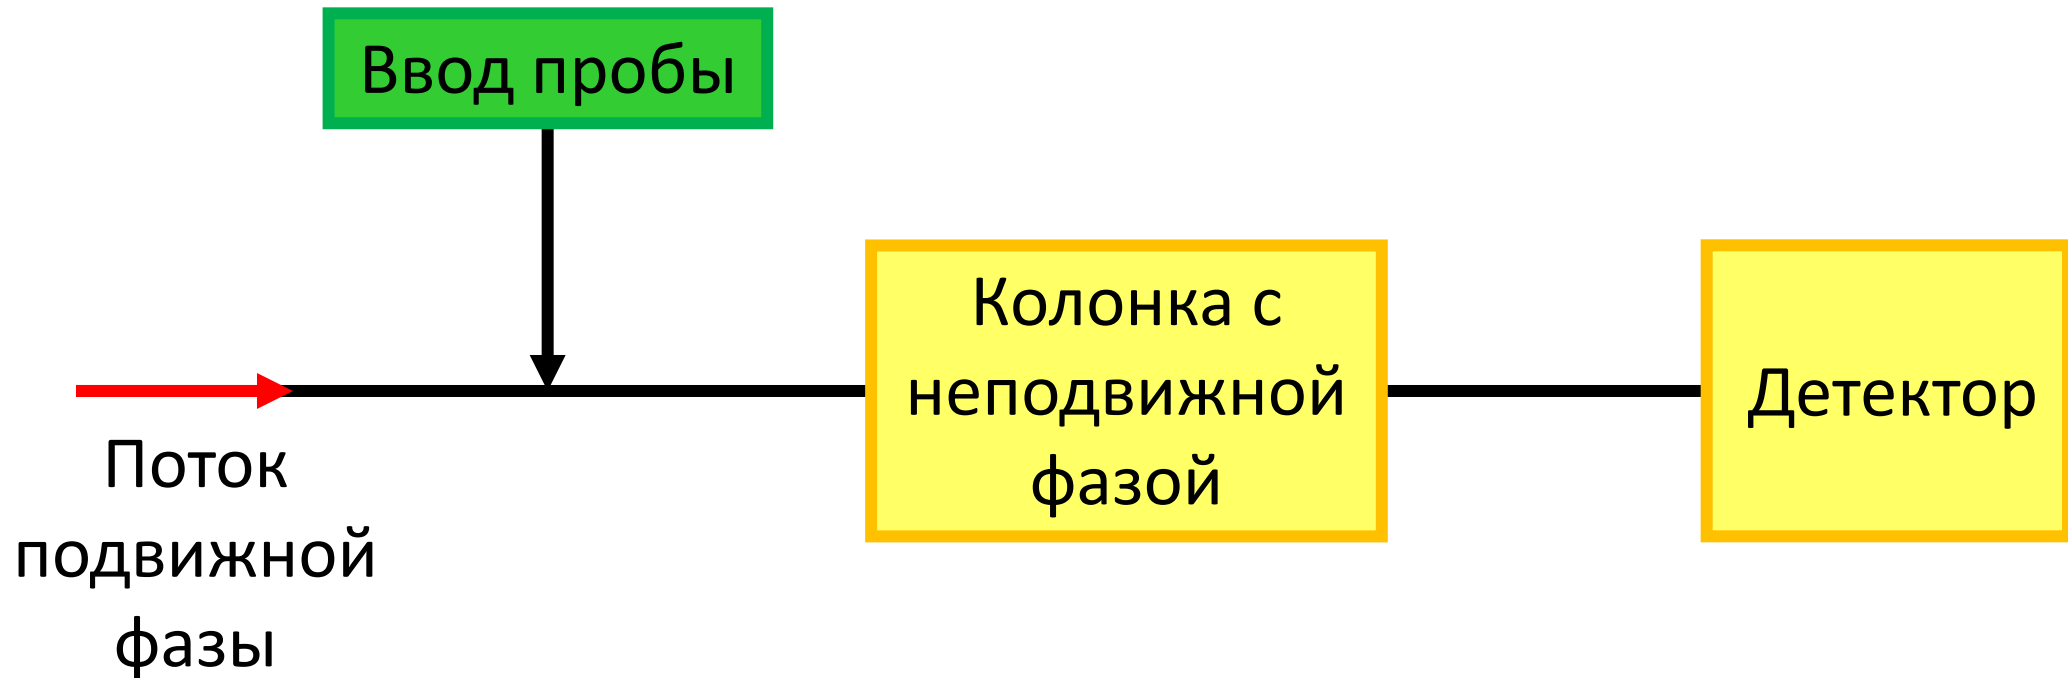 Ввод пробы
Колонка с
неподвижной
фазой
Детектор
Поток
подвижной
фазы